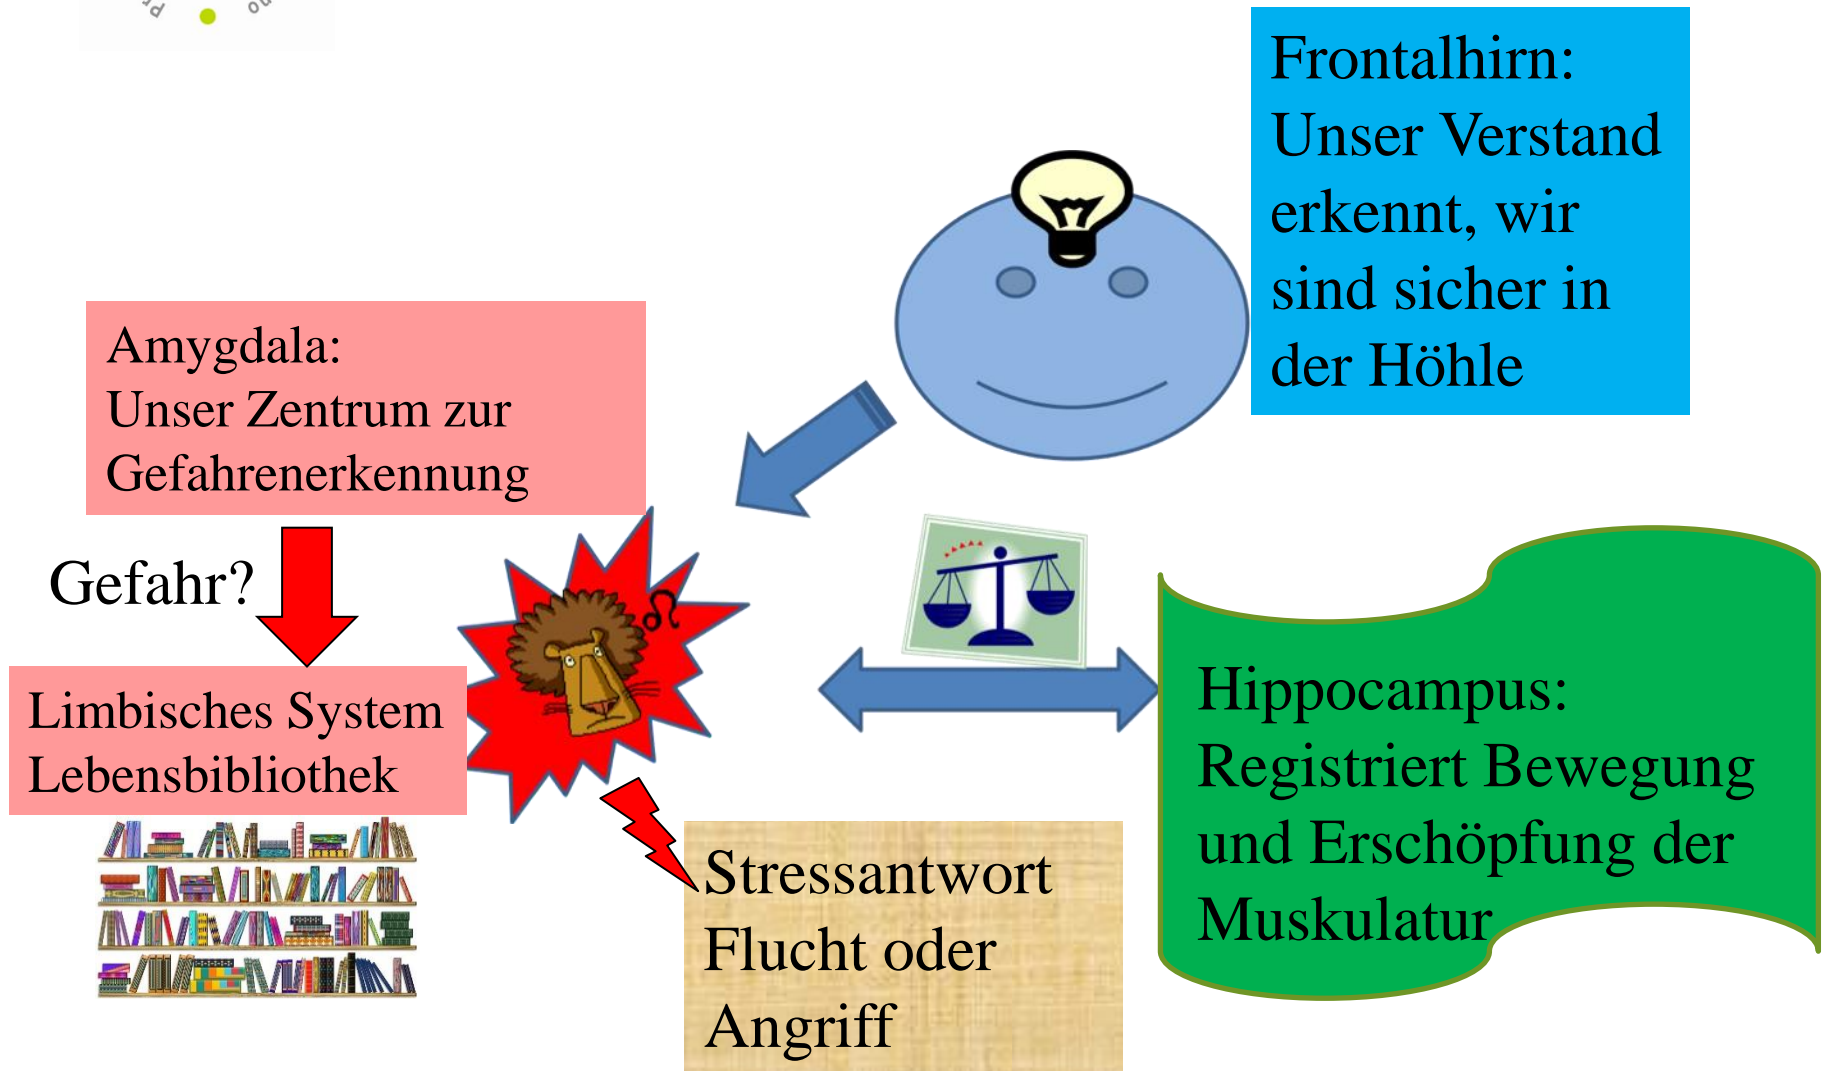 Frontalhirn:
Unser Verstand
erkennt, wir
sind sicher in
der Höhle
Amygdala:
Unser Zentrum zur
Gefahrenerkennung
Gefahr?
Limbisches System
Lebensbibliothek
Hippocampus:
Registriert Bewegung
und Erschöpfung der
Muskulatur
Stressantwort
Flucht oder
Angriff